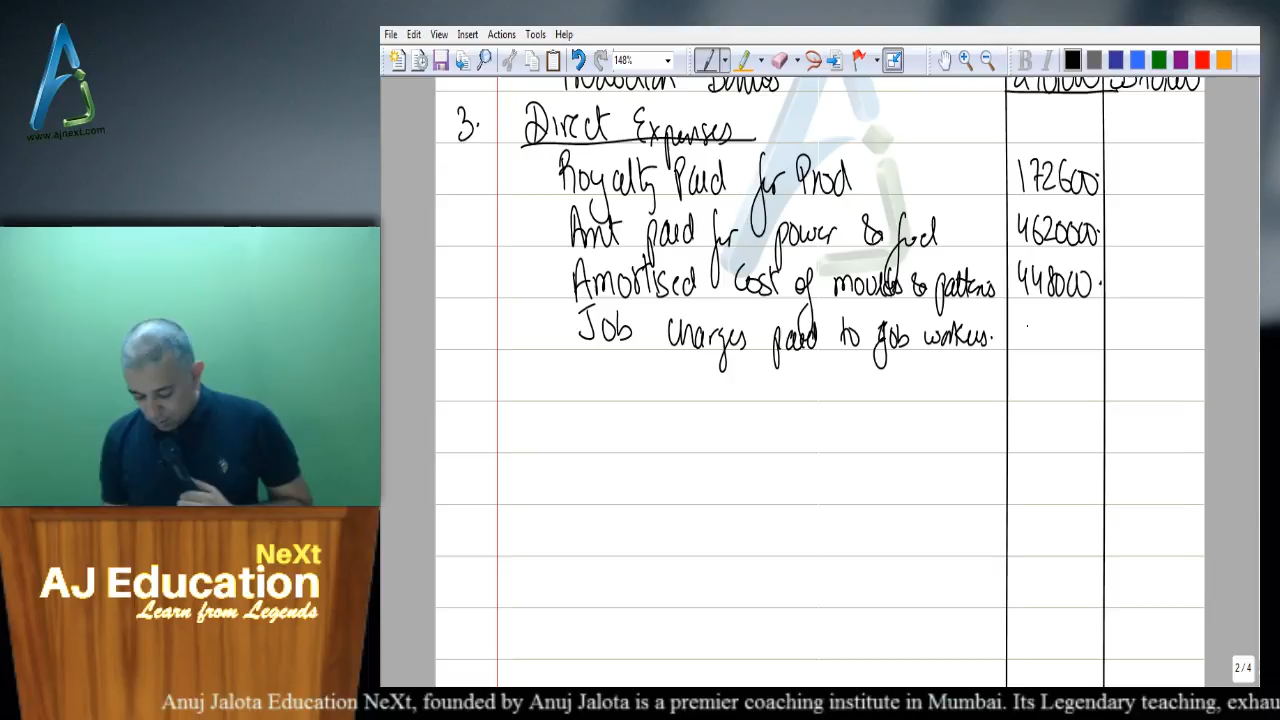 www.ajnext.com
File Edit View Insert Actions Tools Help
148%
B I
3. Direct Expenses
Royalty Paid for Prod 172600
Amt paid for power & fuel 4620000
Amortised Cost of moulds & patterns 448000
Job charges paid to job workers.
2/4
NeXt
AJ Education
Learn from Legends
Anuj Jalota Education NeXt, founded by Anuj Jalota is a premier coaching institute in Mumbai. Its Legendary teaching, exhau